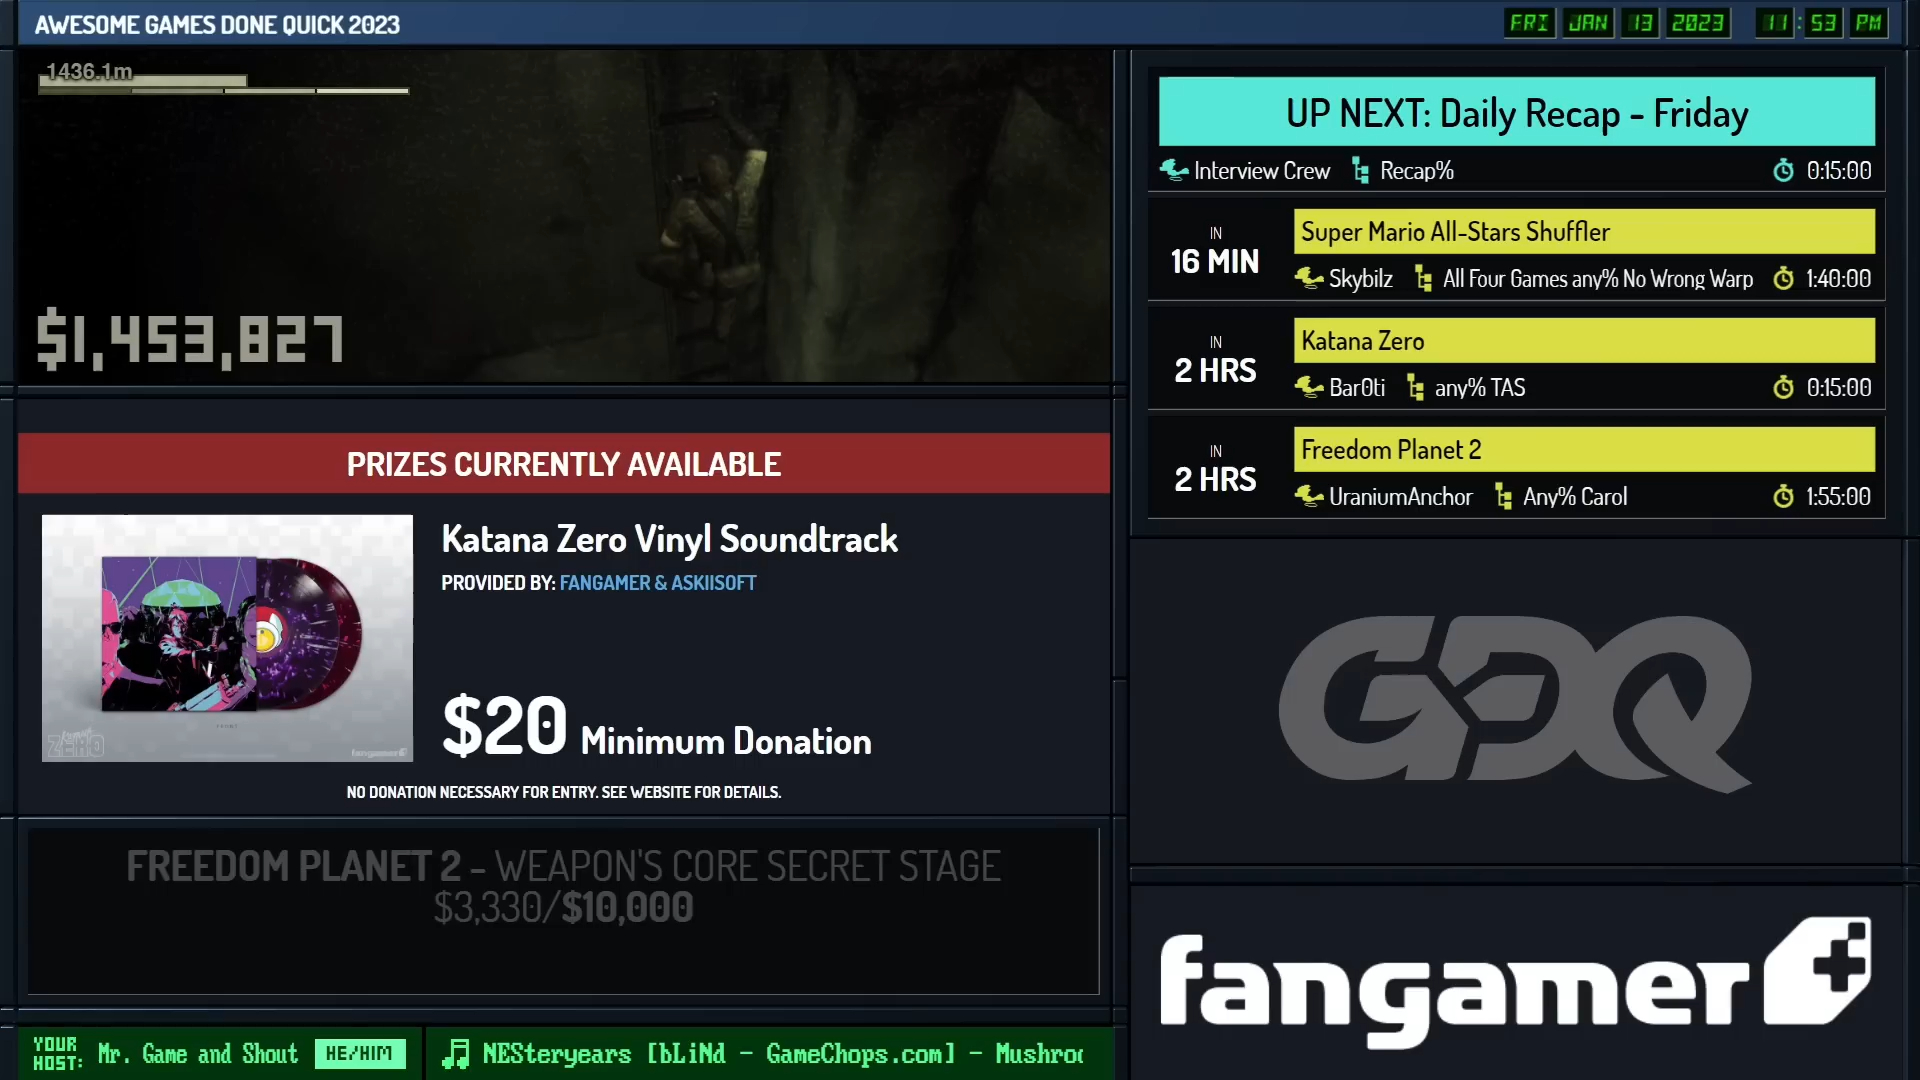 AWESOME GAMES DONE QUICK 2023
FRI JAN 13 2023 11:53 PM
1436.1m
$1,453,827
UP NEXT: Daily Recap - Friday
Interview Crew Recap% 0:15:00
IN
16 MIN
Super Mario All-Stars Shuffler
Skybilz All Four Games any% No Wrong Warp 1:40:00
IN
2 HRS
Katana Zero
Bar0ti any% TAS 0:15:00
IN
2 HRS
Freedom Planet 2
UraniumAnchor Any% Carol 1:55:00
PRIZES CURRENTLY AVAILABLE
Katana Zero Vinyl Soundtrack
PROVIDED BY: FANGAMER & ASKIISOFT
$20 Minimum Donation
Katana
ZERO
fangamer
NO DONATION NECESSARY FOR ENTRY. SEE WEBSITE FOR DETAILS.
GDQ
FREEDOM PLANET 2 - WEAPON'S CORE SECRET STAGE
$3,330/$10,000
fangamer
YOUR
HOST: Mr. Game and Shout HE/HIM
NESteryears [bLiNd - GameChops.com] - Mushroo